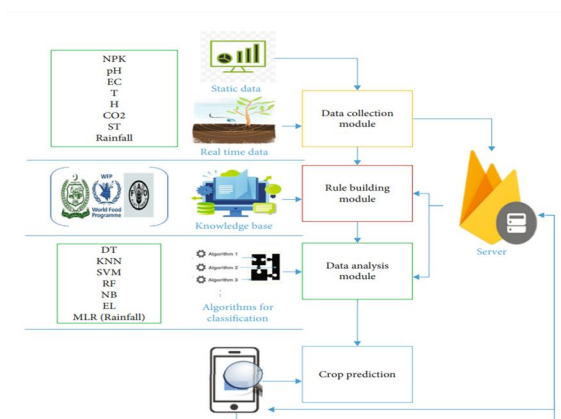 NPK
pH
EC
T
H
CO2
ST
Rainfall
Static data
Real time data
Data collection
module
WFP
World Food
Programme
Knowledge base
Rule building
module
Server
DT
KNN
SVM
RF
NB
EL
MLR (Rainfall)
Algorithm 1
Algorithm 2
Algorithm 3
Algorithms for
classification
Data analysis
module
Crop prediction